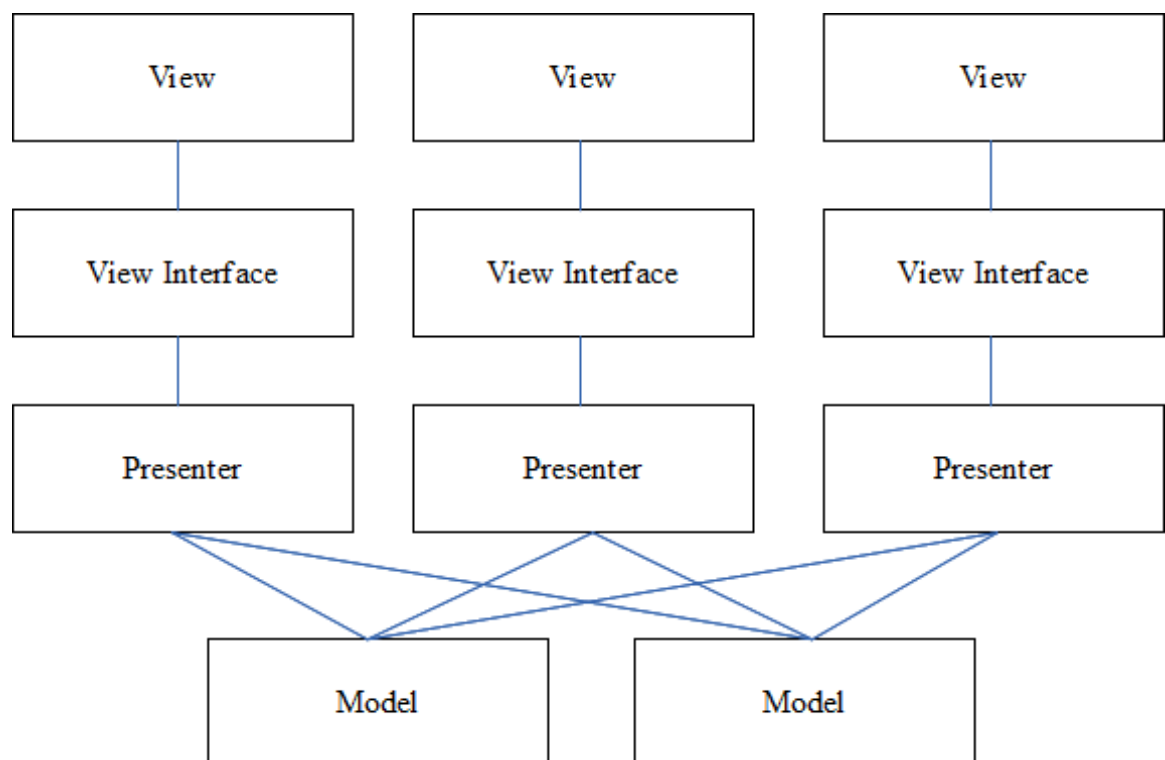 View
View
View
View Interface
View Interface
View Interface
Presenter
Presenter
Presenter
Model
Model